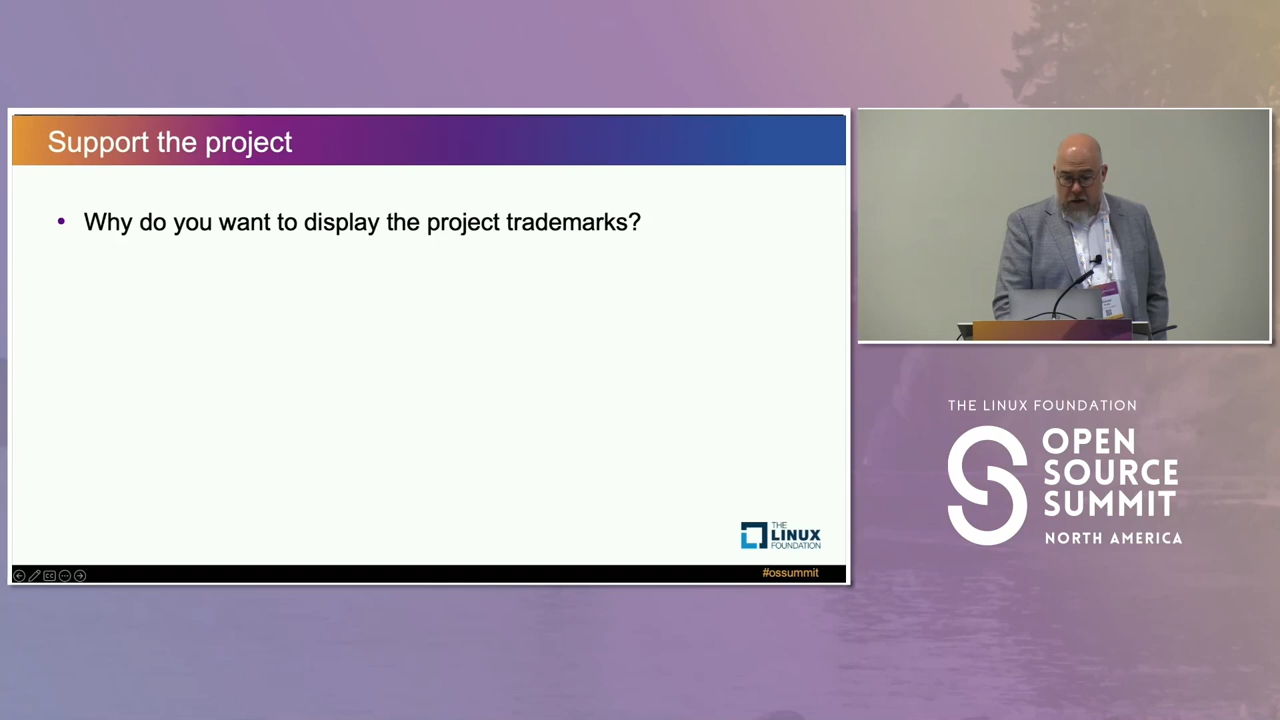 Support the project
• Why do you want to display the project trademarks?
THE
LINUX
FOUNDATION
#ossummit
THE LINUX FOUNDATION
OPEN
SOURCE
SUMMIT
NORTH AMERICA